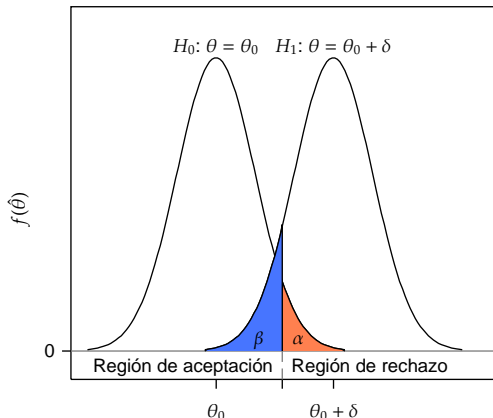 H₀: θ = θ₀ H₁: θ = θ₀ + δ
f(θ̂)
β α
0
Región de aceptación Región de rechazo
θ₀ θ₀ + δ